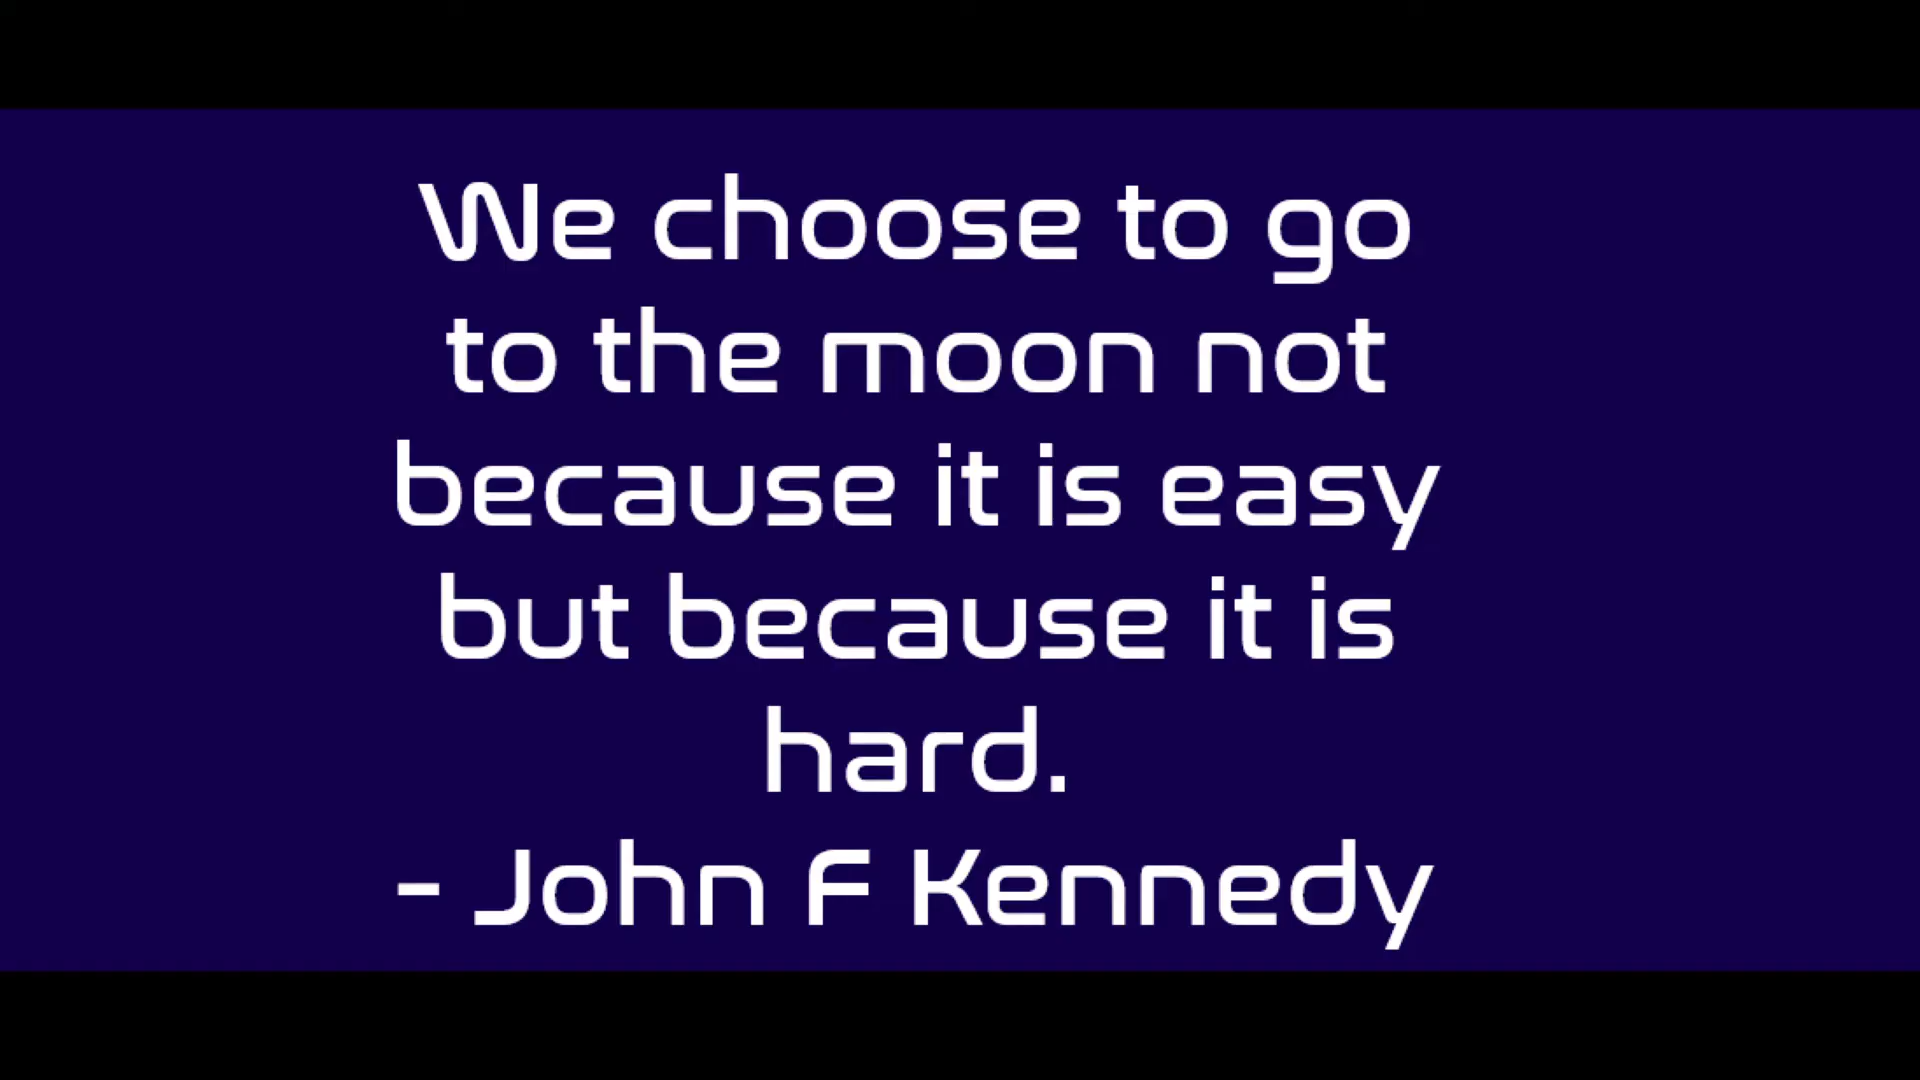 We choose to go
to the moon not
because it is easy
but because it is
hard.
- John F Kennedy